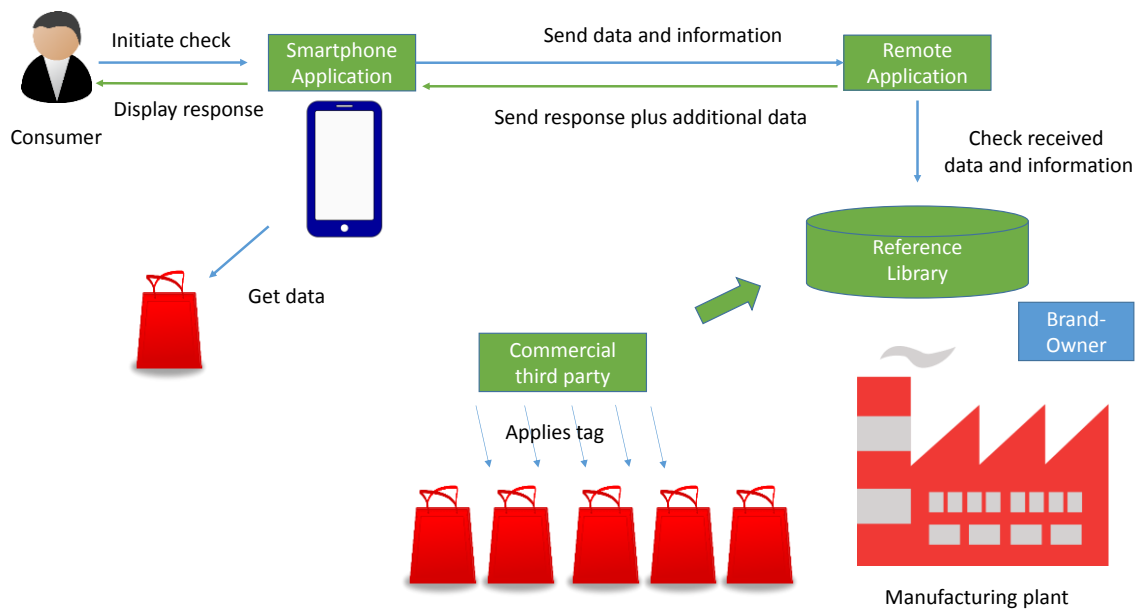 Initiate check
Display response
Consumer
Smartphone
Application
Send data and information
Send response plus additional data
Remote
Application
Check received
data and information
Reference
Library
Get data
Commercial
third party
Applies tag
Brand-
Owner
Manufacturing plant